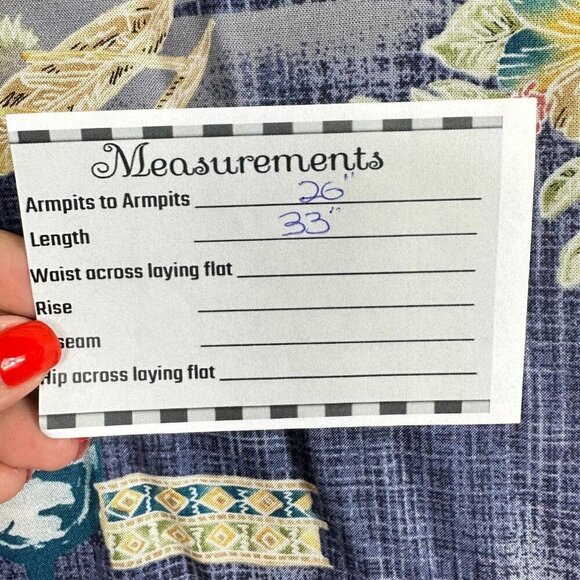 Measurements
Armpits to Armpits 26"
Length 33"
Waist across laying flat
Rise
seam
Hip across laying flat